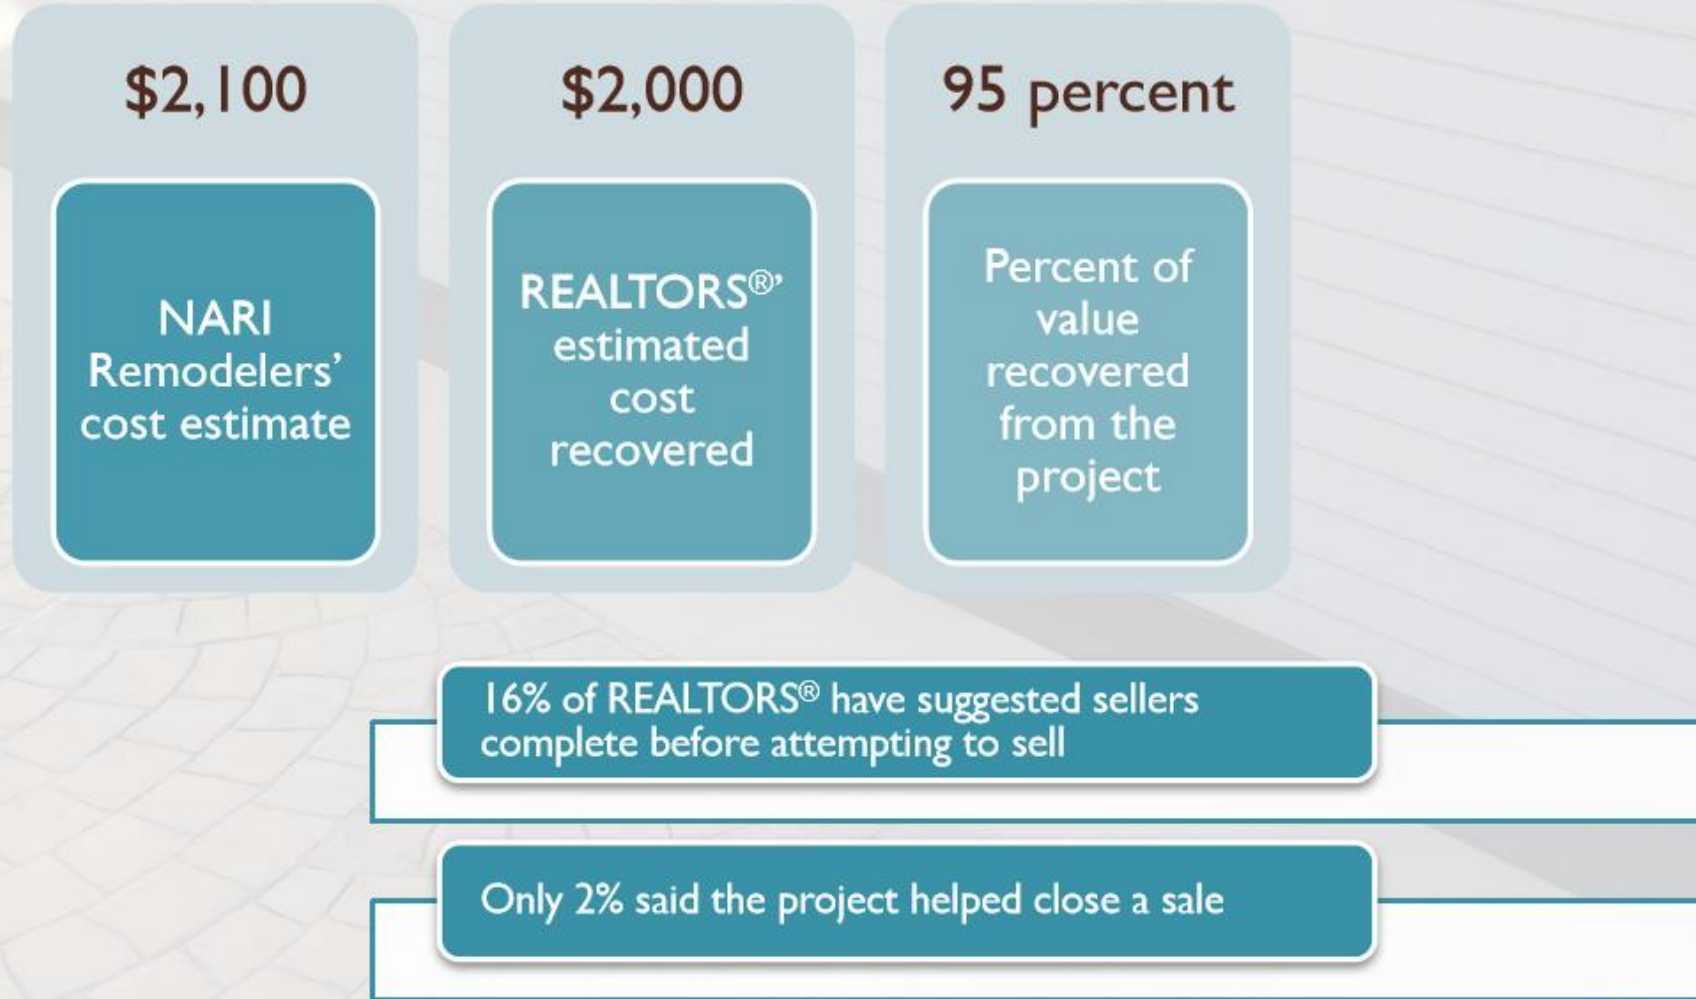 $2,100
NARI
Remodelers’
cost estimate
$2,000
REALTORS®’
estimated
cost
recovered
95 percent
Percent of
value
recovered
from the
project
16% of REALTORS® have suggested sellers
complete before attempting to sell
Only 2% said the project helped close a sale